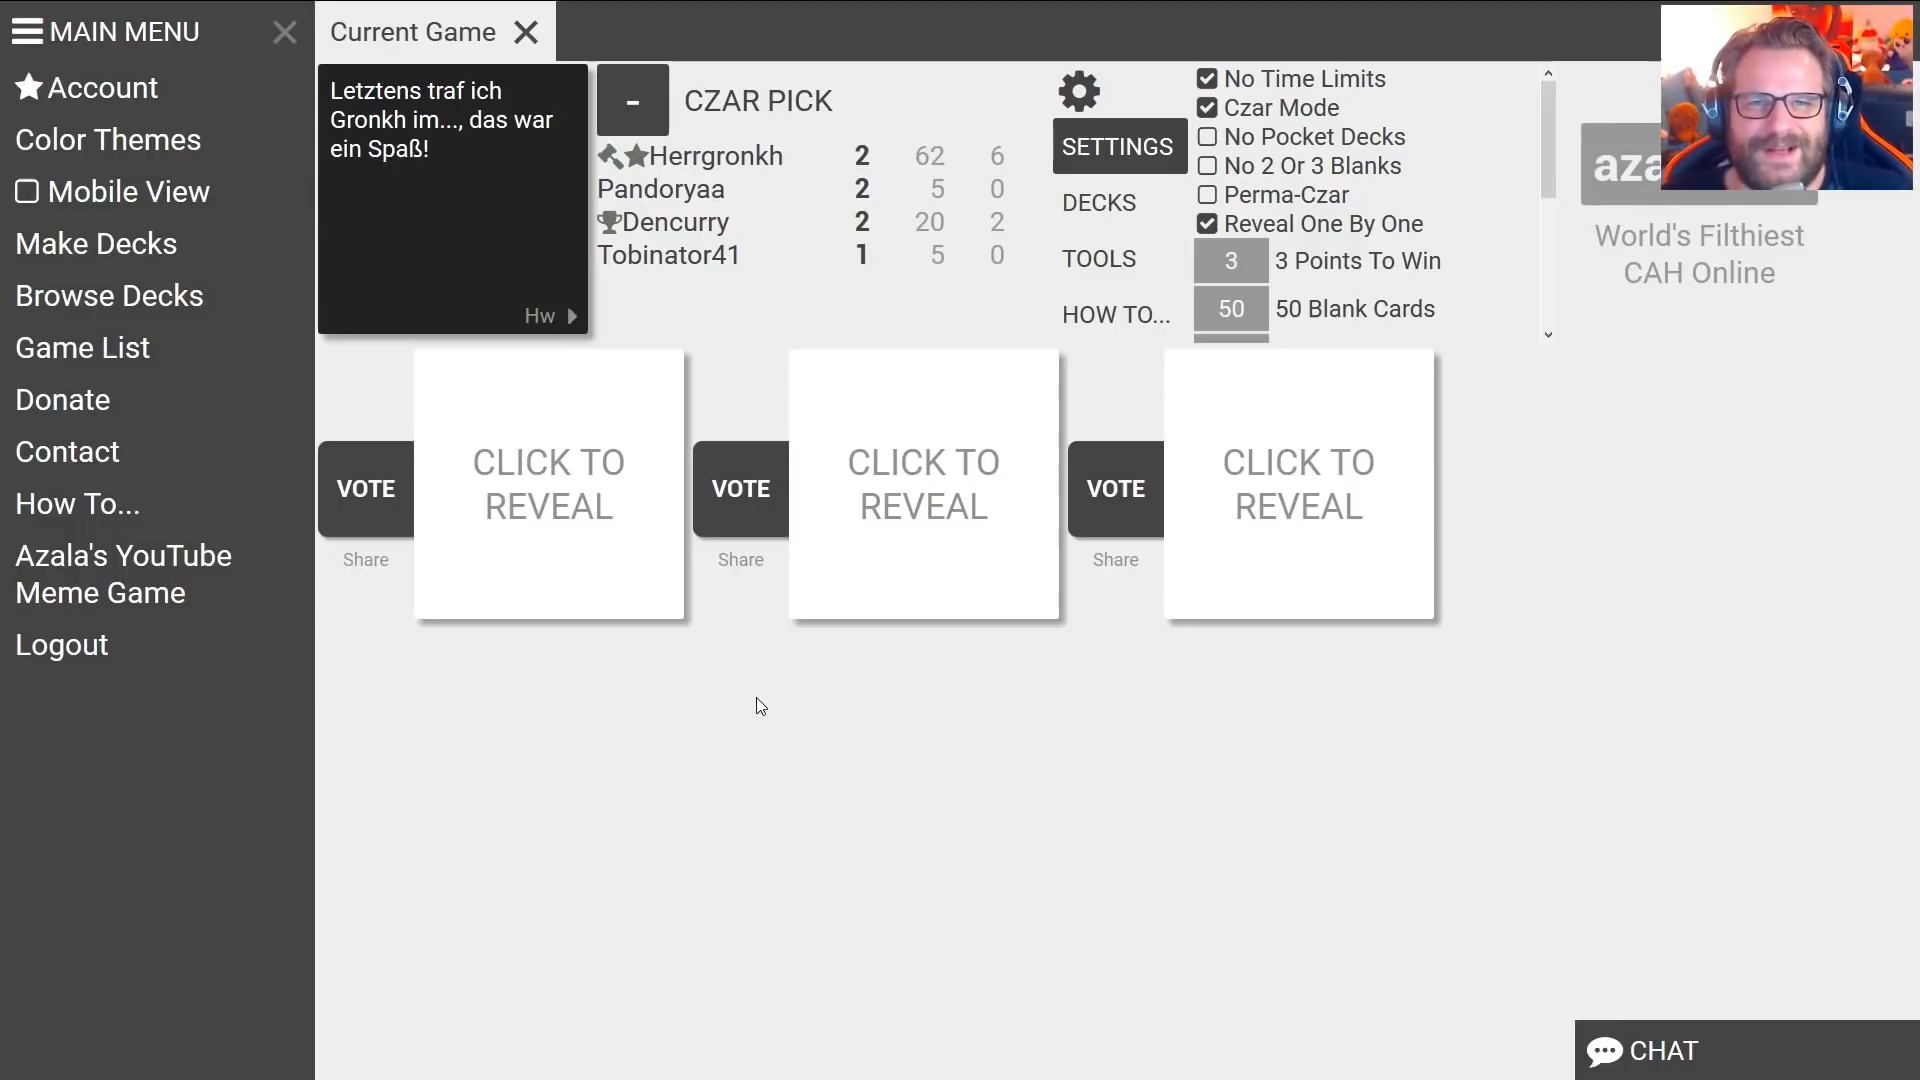 MAIN MENU
Account
Color Themes
Mobile View
Make Decks
Browse Decks
Game List
Donate
Contact
How To...
Azala's YouTube
Meme Game
Logout
Current Game
Letztens traf ich
Gronkh im..., das war
ein Spaß!
Hw
-
CZAR PICK
Herrgronkh 2 62 6
Pandoryaa 2 5 0
Dencurry 2 20 2
Tobinator41 1 5 0
SETTINGS
DECKS
TOOLS
HOW TO...
No Time Limits
Czar Mode
No Pocket Decks
No 2 Or 3 Blanks
Perma-Czar
Reveal One By One
3 3 Points To Win
50 50 Blank Cards
World's Filthiest
CAH Online
VOTE
Share
CLICK TO
REVEAL
VOTE
Share
CLICK TO
REVEAL
VOTE
Share
CLICK TO
REVEAL
CHAT